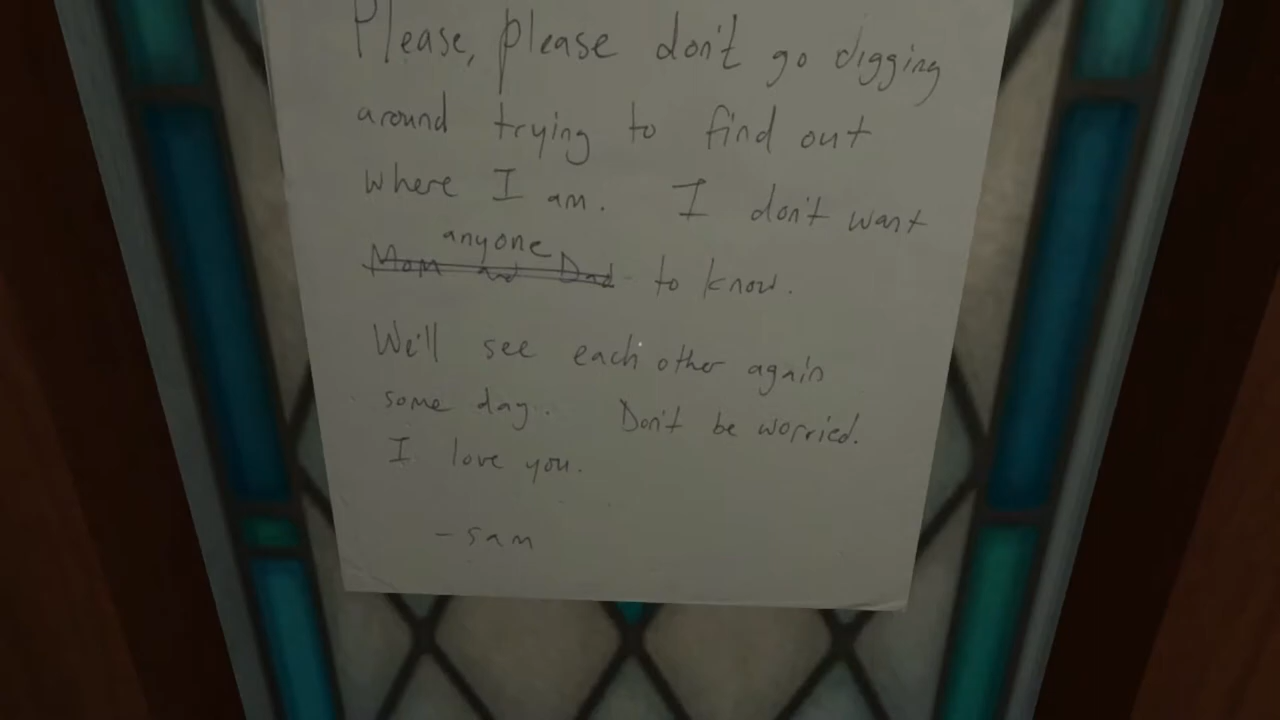 Please, please don't go digging
around trying to find out
where I am. I don't want
anyone
Mom and Dad to know.
We'll see each other again
some day. Don't be worried.
I love you.
- Sam